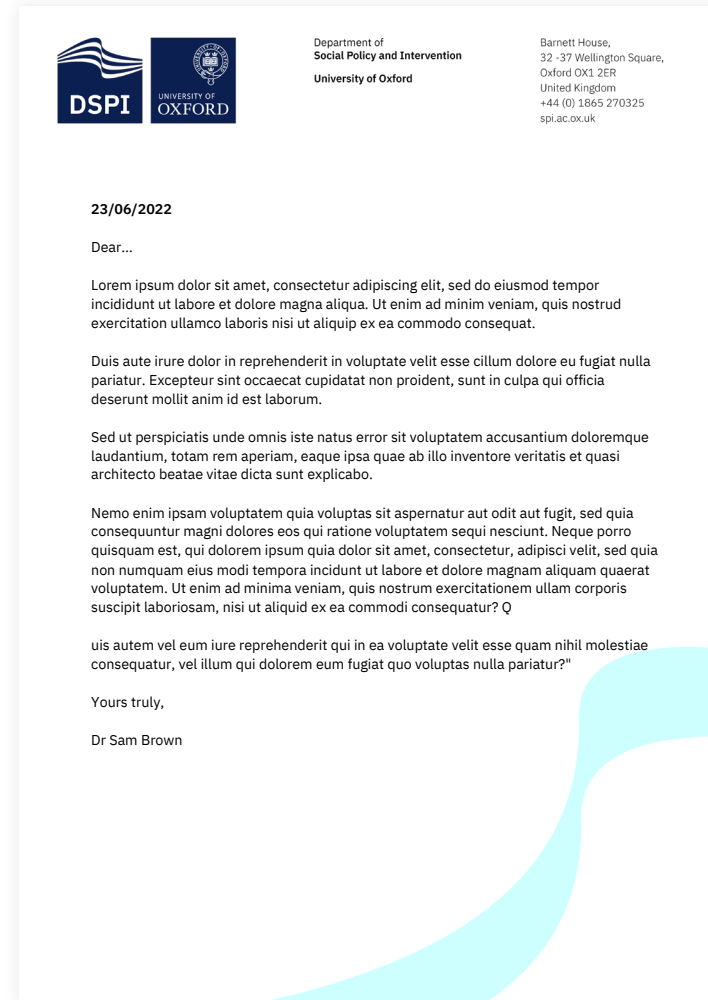 DSPI
UNIVERSITY OF
OXFORD
Department of
Social Policy and Intervention
University of Oxford
Barnett House,
32 -37 Wellington Square,
Oxford OX1 2ER
United Kingdom
+44 (0) 1865 270325
spi.ac.ox.uk
23/06/2022
Dear...
Lorem ipsum dolor sit amet, consectetur adipiscing elit, sed do eiusmod tempor
incididunt ut labore et dolore magna aliqua. Ut enim ad minim veniam, quis nostrud
exercitation ullamco laboris nisi ut aliquip ex ea commodo consequat.
Duis aute irure dolor in reprehenderit in voluptate velit esse cillum dolore eu fugiat nulla
pariatur. Excepteur sint occaecat cupidatat non proident, sunt in culpa qui officia
deserunt mollit anim id est laborum.
Sed ut perspiciatis unde omnis iste natus error sit voluptatem accusantium doloremque
laudantium, totam rem aperiam, eaque ipsa quae ab illo inventore veritatis et quasi
architecto beatae vitae dicta sunt explicabo.
Nemo enim ipsam voluptatem quia voluptas sit aspernatur aut odit aut fugit, sed quia
consequuntur magni dolores eos qui ratione voluptatem sequi nesciunt. Neque porro
quisquam est, qui dolorem ipsum quia dolor sit amet, consectetur, adipisci velit, sed quia
non numquam eius modi tempora incidunt ut labore et dolore magnam aliquam quaerat
voluptatem. Ut enim ad minima veniam, quis nostrum exercitationem ullam corporis
suscipit laboriosam, nisi ut aliquid ex ea commodi consequatur? Q
uis autem vel eum iure reprehenderit qui in ea voluptate velit esse quam nihil molestiae
consequatur, vel illum qui dolorem eum fugiat quo voluptas nulla pariatur?"
Yours truly,
Dr Sam Brown